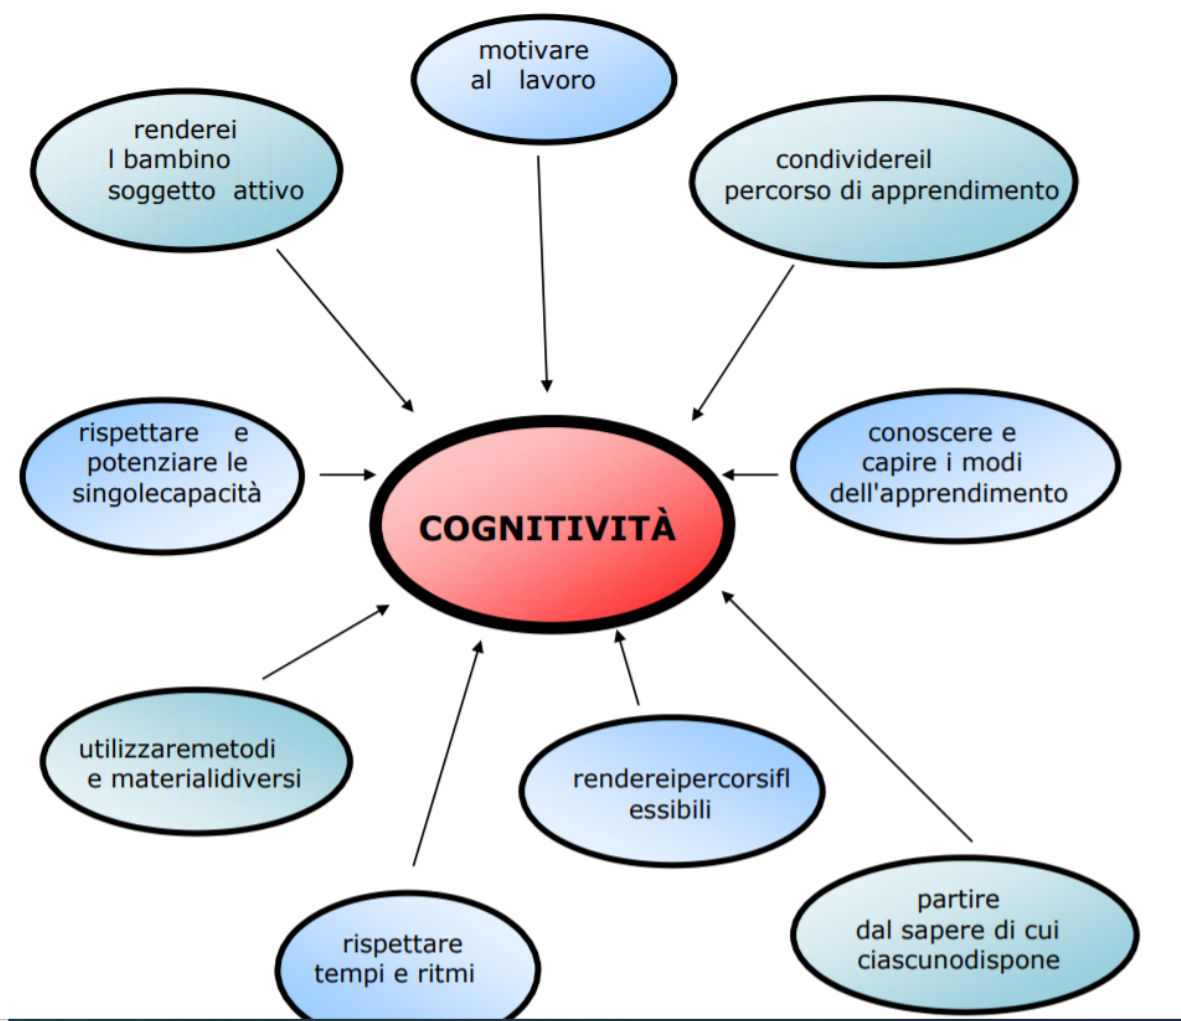 motivare
al lavoro
renderei
l bambino
soggetto attivo
condividereil
percorso di apprendimento
rispettare e
potenziare le
singolecapacità
conoscere e
capire i modi
dell'apprendimento
COGNITIVITÀ
utilizzaremetodi
e materialidiversi
rendereipercorsifl
essibili
rispettare
tempi e ritmi
partire
dal sapere di cui
ciascunodispone